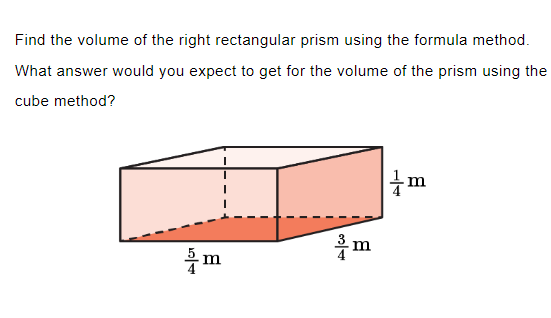 Find the volume of the right rectangular prism using the formula method.
What answer would you expect to get for the volume of the prism using the
cube method?
1/4 m
3/4 m
5/4 m